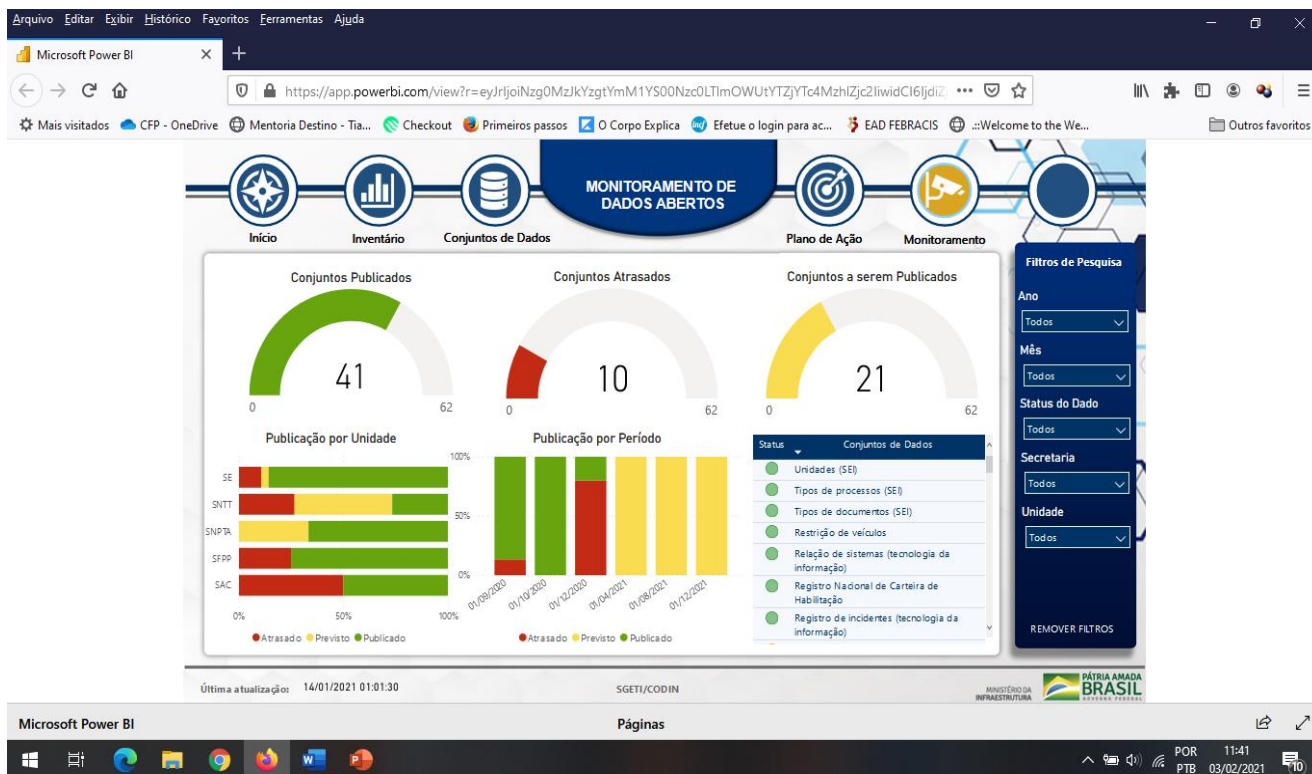 Arquivo Editar Exibir Histórico Favoritos Ferramentas Ajuda
Microsoft Power BI
https://app.powerbi.com/view?r=
Mais visitados CFP - OneDrive Mentoria Destino - Tia... Checkout Primeiros passos O Corpo Explica Efetue o login para ac... EAD FEBRACIS .::Welcome to the We... Outros favoritos
MONITORAMENTO DE
DADOS ABERTOS
Início Inventário Conjuntos de Dados Plano de Ação Monitoramento
Filtros de Pesquisa
Ano
Todos
Mês
Todos
Status do Dado
Todos
Secretaria
Todos
Unidade
Todos
REMOVER FILTROS
Conjuntos Publicados
41
0 62
Conjuntos Atrasados
10
0 62
Conjuntos a serem Publicados
21
0 62
Publicação por Unidade
SE
SNTT
SNPTA
SFPP
SAC
0% 50% 100%
Atrasado Previsto Publicado
Publicação por Período
100%
50%
0%
01/09/2020 01/10/2020 01/12/2020 01/04/2021 01/08/2021 01/12/2021
Atrasado Previsto Publicado
Status Conjuntos de Dados
Unidades (SEI)
Tipos de processos (SEI)
Tipos de documentos (SEI)
Restrição de veículos
Relação de sistemas (tecnologia da
informação)
Registro Nacional de Carteira de
Habilitação
Registro de incidentes (tecnologia da
informação)
Última atualização: 14/01/2021 01:01:30
SGETI/CODIN
MINISTÉRIO DA
INFRAESTRUTURA
PÁTRIA AMADA
BRASIL
GOVERNO FEDERAL
Microsoft Power BI Páginas
POR
PTB
11:41
03/02/2021
10